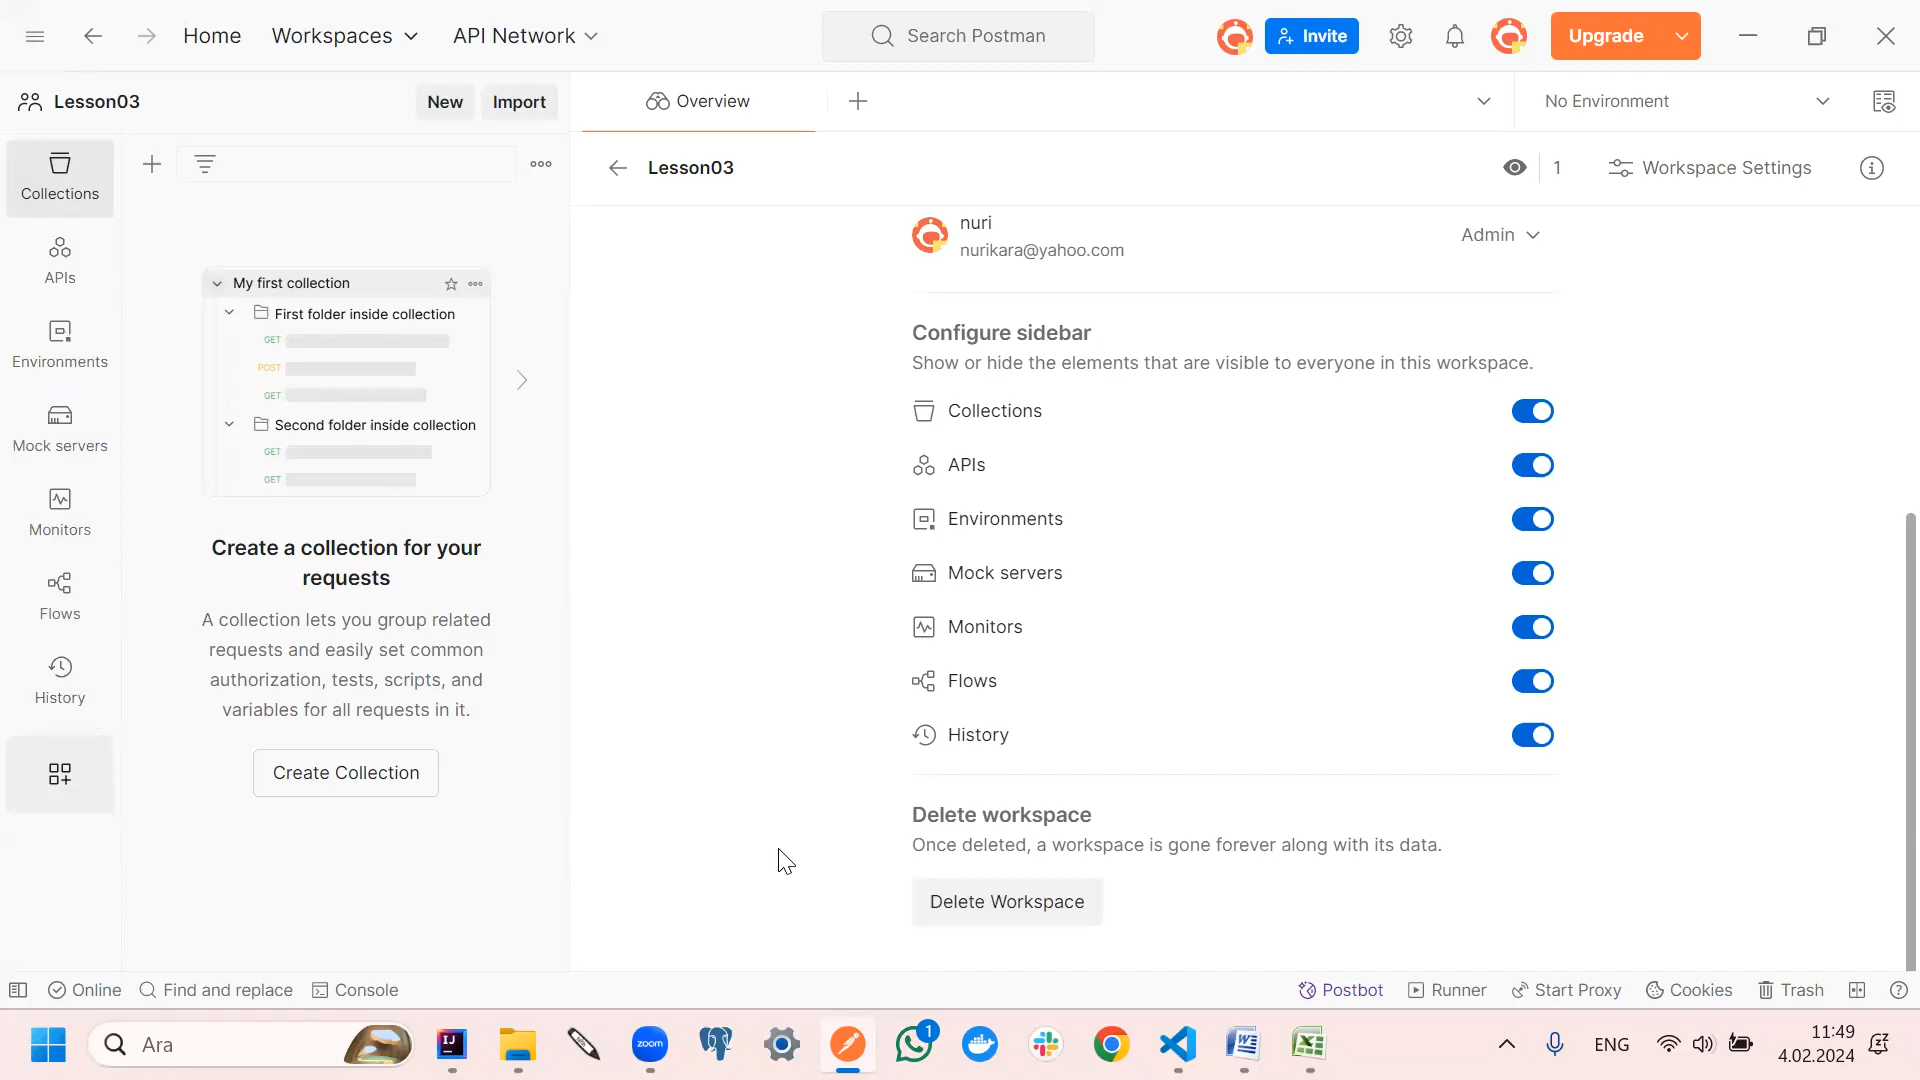 Home
Workspaces
API Network
Search Postman
Invite
Upgrade
Lesson03
New
Import
Overview
No Environment
Collections
APIs
Environments
Mock servers
Monitors
Flows
History
My first collection
First folder inside collection
GET
POST
GET
Second folder inside collection
GET
GET
Create a collection for your
requests
A collection lets you group related
requests and easily set common
authorization, tests, scripts, and
variables for all requests in it.
Create Collection
Lesson03
1
Workspace Settings
nuri
nurikara@yahoo.com
Admin
Configure sidebar
Show or hide the elements that are visible to everyone in this workspace.
Collections
APIs
Environments
Mock servers
Monitors
Flows
History
Delete workspace
Once deleted, a workspace is gone forever along with its data.
Delete Workspace
Online
Find and replace
Console
Postbot
Runner
Start Proxy
Cookies
Trash
Ara
IJ
zoom
1
ENG
11:49
4.02.2024